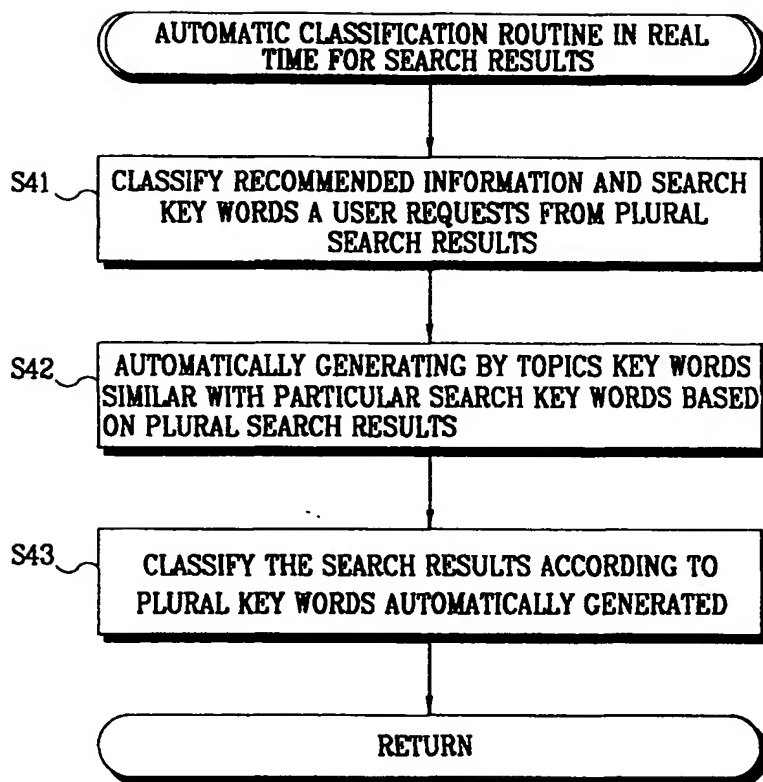 AUTOMATIC CLASSIFICATION ROUTINE IN REAL
TIME FOR SEARCH RESULTS
S41
CLASSIFY RECOMMENDED INFORMATION AND SEARCH
KEY WORDS A USER REQUESTS FROM PLURAL
SEARCH RESULTS
S42
AUTOMATICALLY GENERATING BY TOPICS KEY WORDS
SIMILAR WITH PARTICULAR SEARCH KEY WORDS BASED
ON PLURAL SEARCH RESULTS
S43
CLASSIFY THE SEARCH RESULTS ACCORDING TO
PLURAL KEY WORDS AUTOMATICALLY GENERATED
RETURN